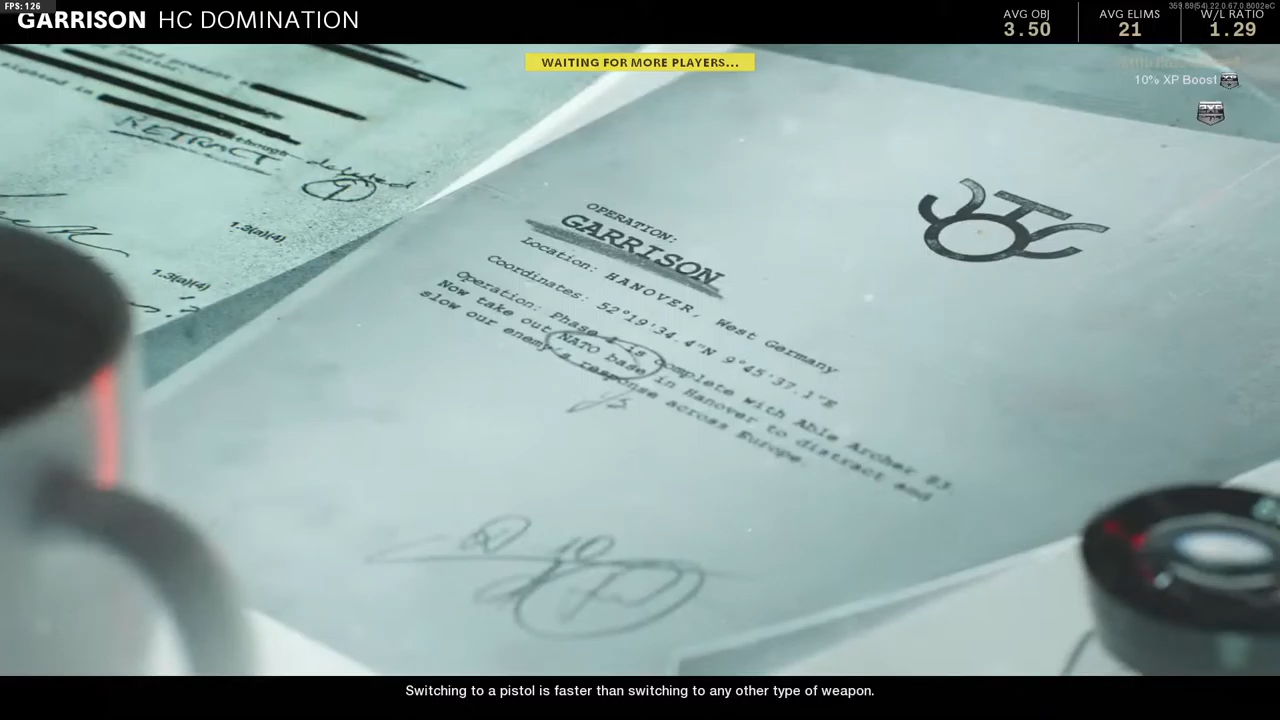 FPS: 126
GARRISON HC DOMINATION
AVG OBJ
3.50
AVG ELIMS
21
W/L RATIO
1.29
WAITING FOR MORE PLAYERS...
10% XP Boost
2XP
RETRACT
through deleted
1.3(a)(4)
1.3(a)(4)
OPERATION:
GARRISON
Location: HANOVER, West Germany
Coordinates: 52°19'34.4"N 9°45'37.1"E
Operation: Phase 1 is complete with Able Archer 83.
Now take out NATO base in Hanover to distract and
slow our enemy's response across Europe.
Switching to a pistol is faster than switching to any other type of weapon.